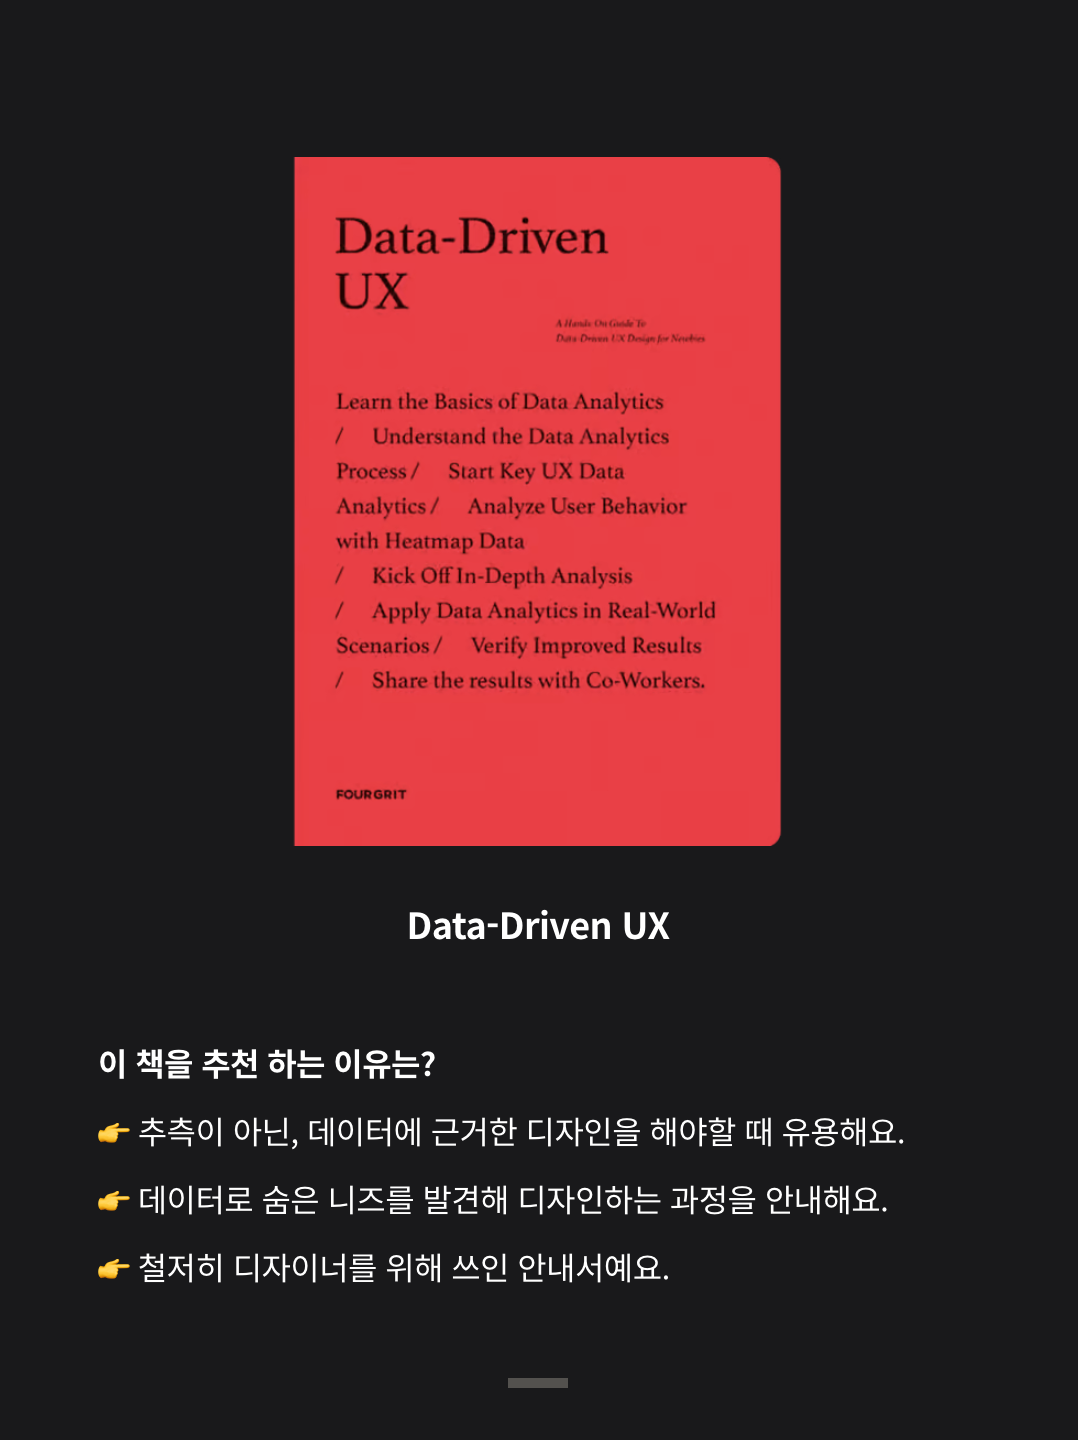 Data-Driven
UX
A Hands-On Guide To
Data-Driven UX Design for Newbies
Learn the Basics of Data Analytics
/ Understand the Data Analytics
Process / Start Key UX Data
Analytics / Analyze User Behavior
with Heatmap Data
/ Kick Off In-Depth Analysis
/ Apply Data Analytics in Real-World
Scenarios / Verify Improved Results
/ Share the results with Co-Workers.
FOURGRIT
Data-Driven UX
이 책을 추천 하는 이유는?
👉 추측이 아닌, 데이터에 근거한 디자인을 해야할 때 유용해요.
👉 데이터로 숨은 니즈를 발견해 디자인하는 과정을 안내해요.
👉 철저히 디자이너를 위해 쓰인 안내서예요.